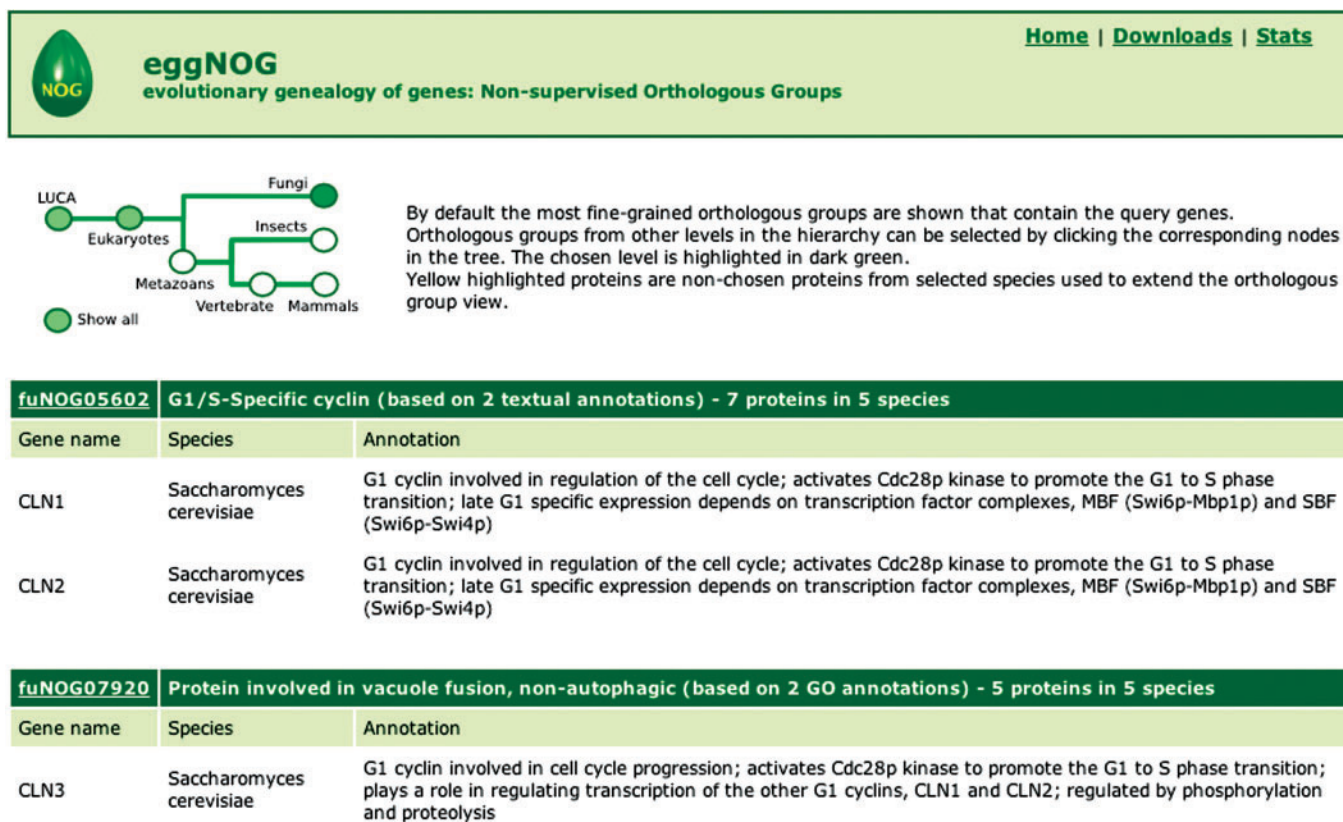 Home | Downloads | Stats
NOG
eggNOG
evolutionary genealogy of genes: Non-supervised Orthologous Groups
LUCA
Fungi
Eukaryotes
Insects
Metazoans
Vertebrate
Mammals
Show all
By default the most fine-grained orthologous groups are shown that contain the query genes.
Orthologous groups from other levels in the hierarchy can be selected by clicking the corresponding nodes
in the tree. The chosen level is highlighted in dark green.
Yellow highlighted proteins are non-chosen proteins from selected species used to extend the orthologous
group view.
fuNOG05602 G1/S-Specific cyclin (based on 2 textual annotations) - 7 proteins in 5 species
Gene name Species Annotation
CLN1
Saccharomyces
cerevisiae
G1 cyclin involved in regulation of the cell cycle; activates Cdc28p kinase to promote the G1 to S phase
transition; late G1 specific expression depends on transcription factor complexes, MBF (Swi6p-Mbp1p) and SBF
(Swi6p-Swi4p)
CLN2
Saccharomyces
cerevisiae
G1 cyclin involved in regulation of the cell cycle; activates Cdc28p kinase to promote the G1 to S phase
transition; late G1 specific expression depends on transcription factor complexes, MBF (Swi6p-Mbp1p) and SBF
(Swi6p-Swi4p)
fuNOG07920 Protein involved in vacuole fusion, non-autophagic (based on 2 GO annotations) - 5 proteins in 5 species
Gene name Species Annotation
CLN3
Saccharomyces
cerevisiae
G1 cyclin involved in cell cycle progression; activates Cdc28p kinase to promote the G1 to S phase transition;
plays a role in regulating transcription of the other G1 cyclins, CLN1 and CLN2; regulated by phosphorylation
and proteolysis